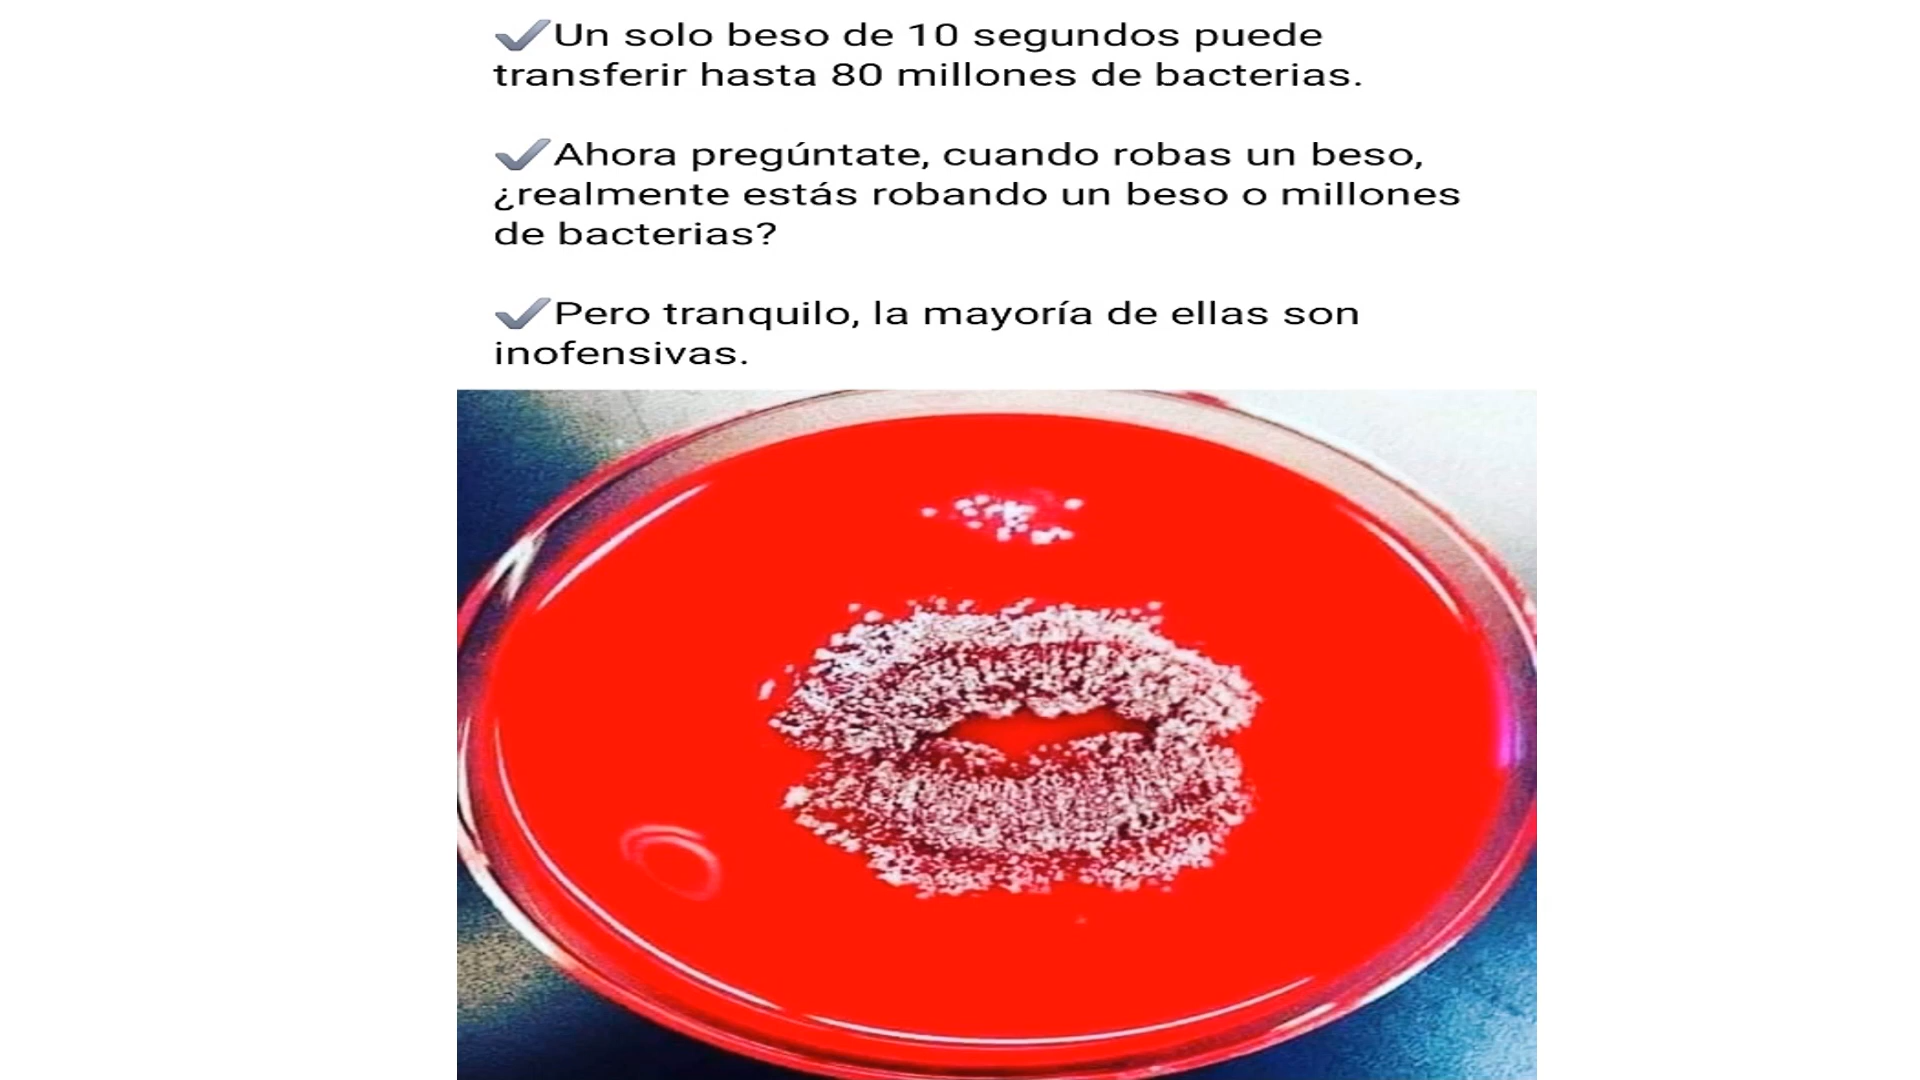 ✔Un solo beso de 10 segundos puede
transferir hasta 80 millones de bacterias.
✔Ahora pregúntate, cuando robas un beso,
¿realmente estás robando un beso o millones
de bacterias?
✔Pero tranquilo, la mayoría de ellas son
inofensivas.